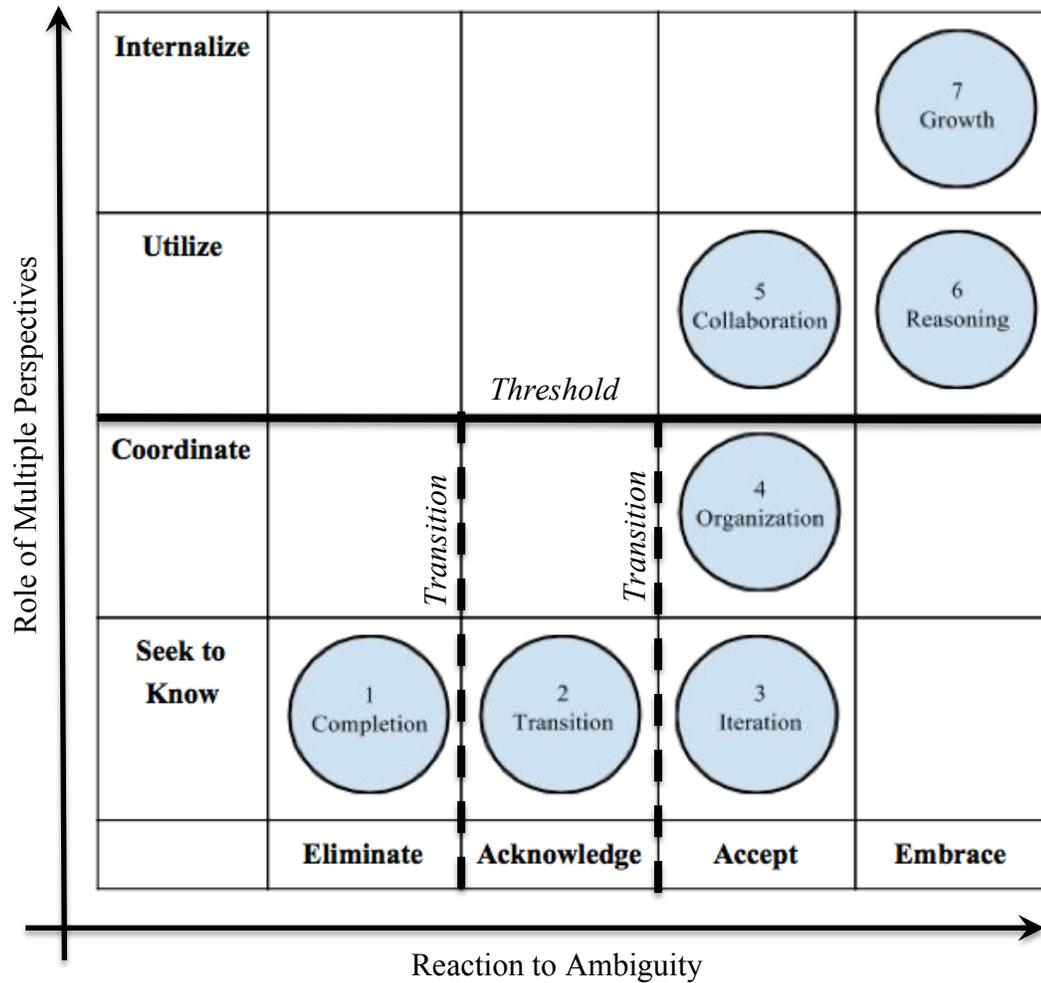 Role of Multiple Perspectives
Internalize
7
Growth
Utilize
5
Collaboration
6
Reasoning
Threshold
Coordinate
Transition
Transition
4
Organization
Seek to
Know
1
Completion
2
Transition
3
Iteration
Eliminate
Acknowledge
Accept
Embrace
Reaction to Ambiguity